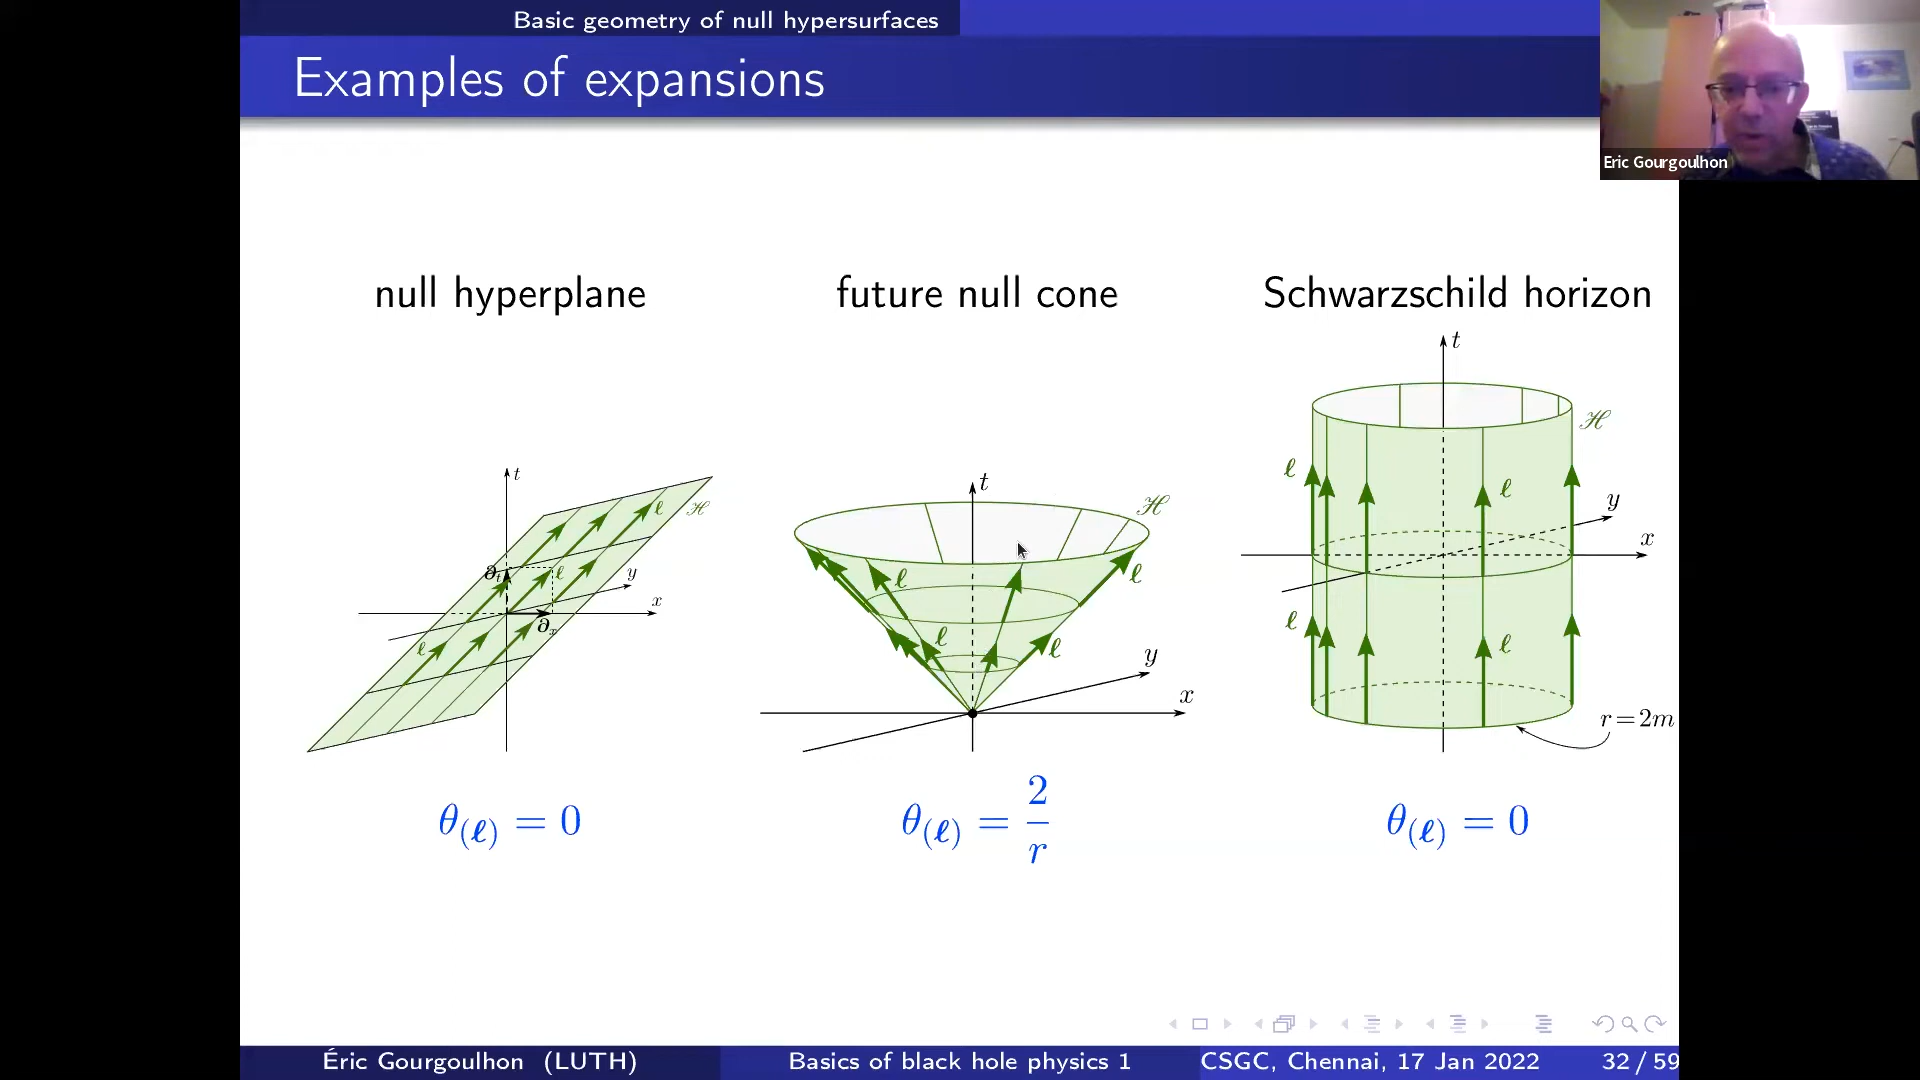 Basic geometry of null hypersurfaces
Examples of expansions
Eric Gourgoulhon
null hyperplane
future null cone
Schwarzschild horizon
t
ℓ
ℋ
∂t
ℓ
y
x
∂x
ℓ
t
ℋ
ℓ
ℓ
ℓ
ℓ
y
x
t
ℋ
ℓ
ℓ
y
x
ℓ
ℓ
r=2m
θ(ℓ) = 0
θ(ℓ) = 2/r
θ(ℓ) = 0
Éric Gourgoulhon (LUTH)
Basics of black hole physics 1
CSGC, Chennai, 17 Jan 2022
32 / 59